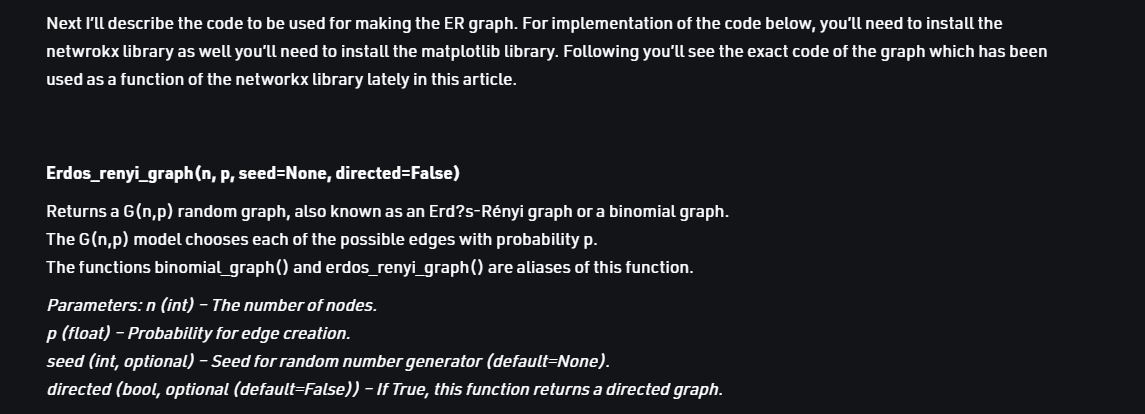 Next I'll describe the code to be used for making the ER graph. For implementation of the code below, you'll need to install the
netwrokx library as well you'll need to install the matplotlib library. Following you'll see the exact code of the graph which has been
used as a function of the networkx library lately in this article.
Erdos_renyi_graph(n, p, seed=None, directed=False)
Returns a G(n,p) random graph, also known as an Erd?s-Rényi graph or a binomial graph.
The G(n,p) model chooses each of the possible edges with probability p.
The functions binomial_graph() and erdos_renyi_graph() are aliases of this function.
Parameters: n (int) – The number of nodes.
p (float) – Probability for edge creation.
seed (int, optional) – Seed for random number generator (default=None).
directed (bool, optional (default=False)) – If True, this function returns a directed graph.